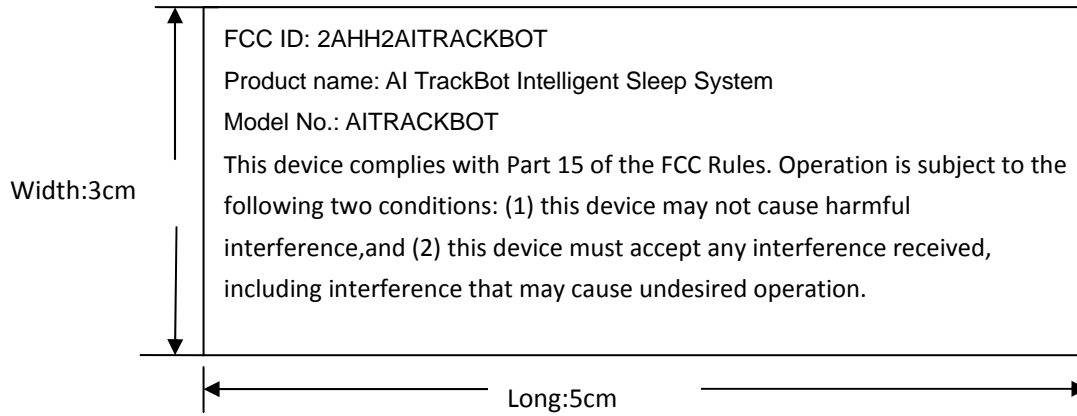 FCC ID: 2AHH2AITRACKBOT
Product name: AI TrackBot Intelligent Sleep System
Model No.: AITRACKBOT
This device complies with Part 15 of the FCC Rules. Operation is subject to the
following two conditions: (1) this device may not cause harmful
interference,and (2) this device must accept any interference received,
including interference that may cause undesired operation.
Width:3cm
Long:5cm